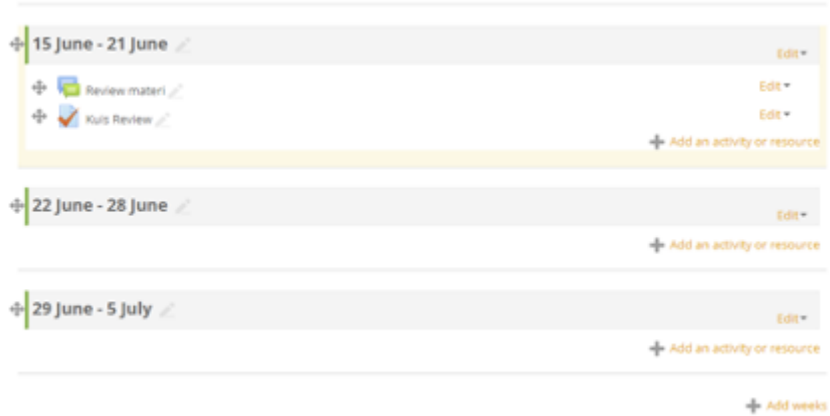 15 June - 21 June
Edit
Review materi
Edit
Kuis Review
Edit
Add an activity or resource
22 June - 28 June
Edit
Add an activity or resource
29 June - 5 July
Edit
Add an activity or resource
Add weeks